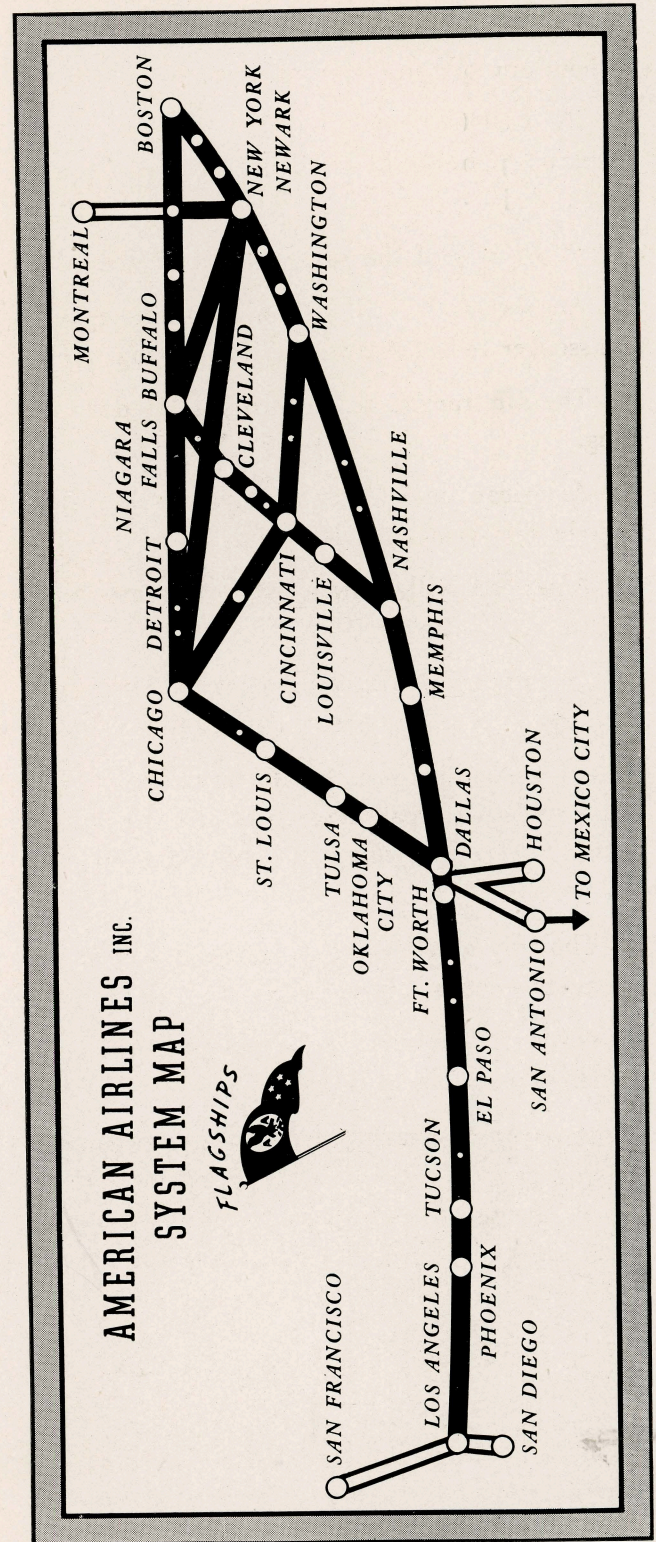 AMERICAN AIRLINES INC.
SYSTEM MAP
FLAGSHIPS
SAN FRANCISCO
LOS ANGELES
SAN DIEGO
PHOENIX
TUCSON
EL PASO
FT. WORTH
DALLAS
SAN ANTONIO
HOUSTON
TO MEXICO CITY
OKLAHOMA
CITY
TULSA
ST. LOUIS
CHICAGO
MEMPHIS
NASHVILLE
LOUISVILLE
CINCINNATI
DETROIT
NIAGARA
FALLS BUFFALO
CLEVELAND
WASHINGTON
MONTREAL
NEW YORK
NEWARK
BOSTON